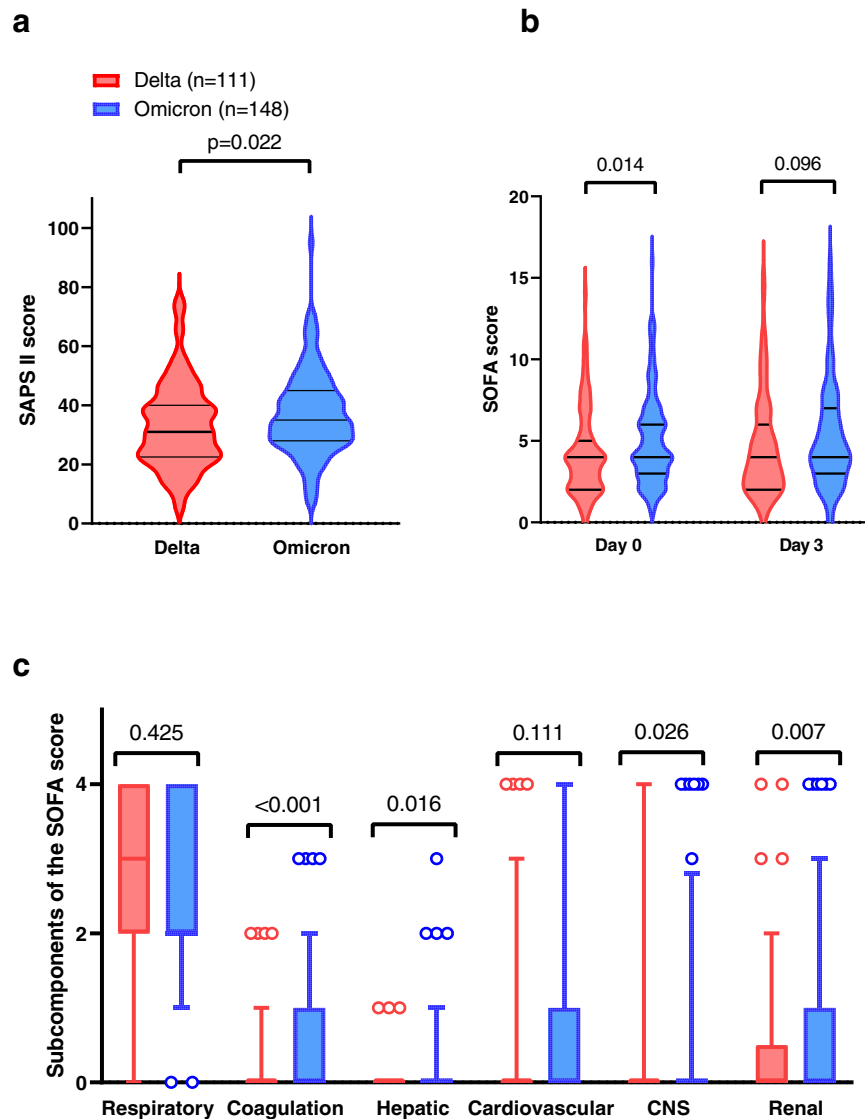 a
Delta (n=111)
Omicron (n=148)
p=0.022
SAPS II score
100
80
60
40
20
0
Delta Omicron
b
0.014 0.096
SOFA score
20
15
10
5
0
Day 0 Day 3
c
Subcomponents of the SOFA score
0.425 <0.001 0.016 0.111 0.026 0.007
4
2
0
Respiratory Coagulation Hepatic Cardiovascular CNS Renal